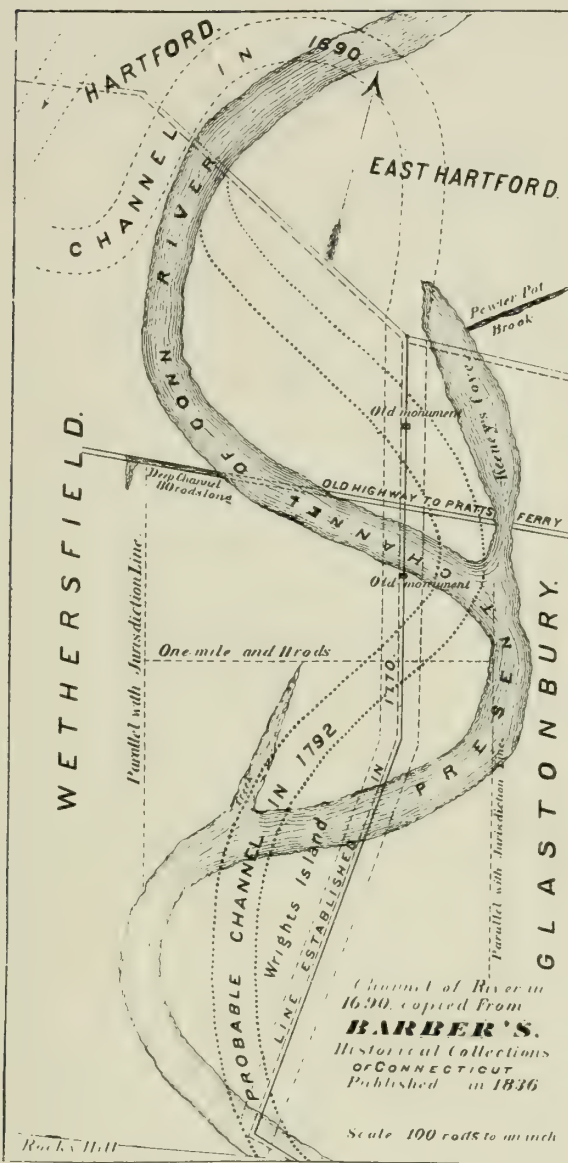 HARTFORD.
CHANNEL IN 1690
EAST HARTFORD.
Pewter Pot
Brook
Keeney's Cove
Old monument
WETHERSFIELD.
Deep Channel
OLD HIGHWAY TO PRATTS FERRY
PRESENT CHANNEL OF CONN RIVER
Old monument
Parallel with Jurisdiction Line
One mile and 11 rods
GLASTONBURY.
Parallel with Jurisdiction Line
PROBABLE CHANNEL IN 1792
Wrights Island
LINE ESTABLISHED IN 1770
Channel of River in
1690, copied From
BARBER'S.
Historical Collections
OF CONNECTICUT
Published in 1836
Scale 100 rods to an inch
Rocky Hill